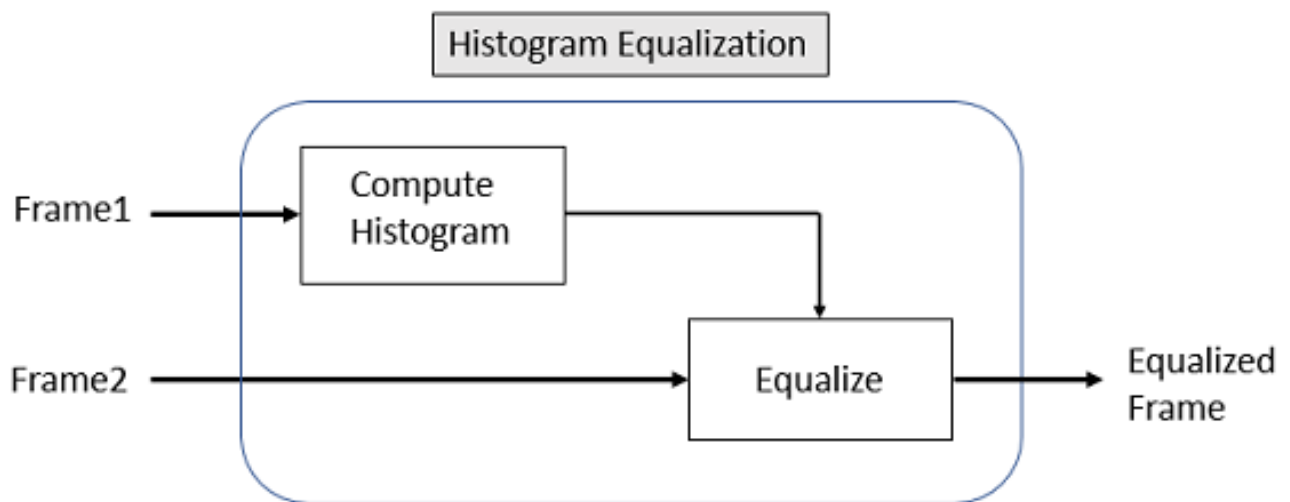 Histogram Equalization
Frame1
Compute
Histogram
Frame2
Equalize
Equalized
Frame